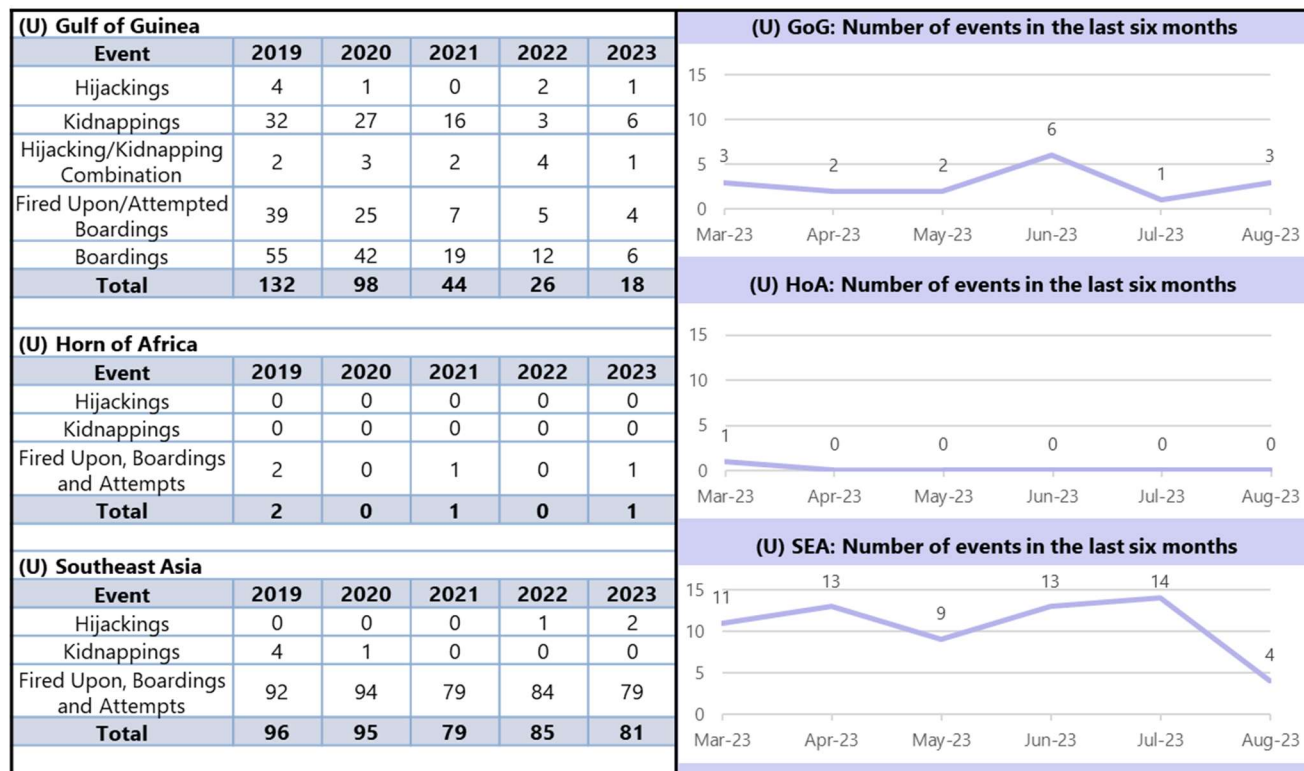 (U) Gulf of Guinea
Event 2019 2020 2021 2022 2023
Hijackings 4 1 0 2 1
Kidnappings 32 27 16 3 6
Hijacking/Kidnapping
Combination 2 3 2 4 1
Fired Upon/Attempted
Boardings 39 25 7 5 4
Boardings 55 42 19 12 6
Total 132 98 44 26 18
(U) Horn of Africa
Event 2019 2020 2021 2022 2023
Hijackings 0 0 0 0 0
Kidnappings 0 0 0 0 0
Fired Upon, Boardings
and Attempts 2 0 1 0 1
Total 2 0 1 0 1
(U) Southeast Asia
Event 2019 2020 2021 2022 2023
Hijackings 0 0 0 1 2
Kidnappings 4 1 0 0 0
Fired Upon, Boardings
and Attempts 92 94 79 84 79
Total 96 95 79 85 81
(U) GoG: Number of events in the last six months
15
10
5
0
3 2 2 6 1 3
Mar-23 Apr-23 May-23 Jun-23 Jul-23 Aug-23
(U) HoA: Number of events in the last six months
15
10
5
0
1 0 0 0 0 0
Mar-23 Apr-23 May-23 Jun-23 Jul-23 Aug-23
(U) SEA: Number of events in the last six months
15
10
5
0
11 13 9 13 14 4
Mar-23 Apr-23 May-23 Jun-23 Jul-23 Aug-23